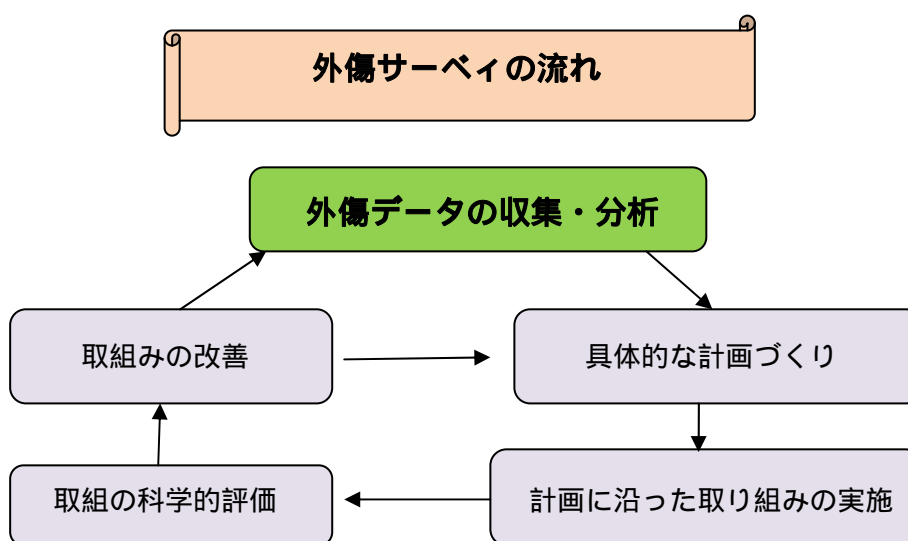 外傷サーベィの流れ
外傷データの収集・分析
取組みの改善
具体的な計画づくり
取組の科学的評価
計画に沿った取り組みの実施